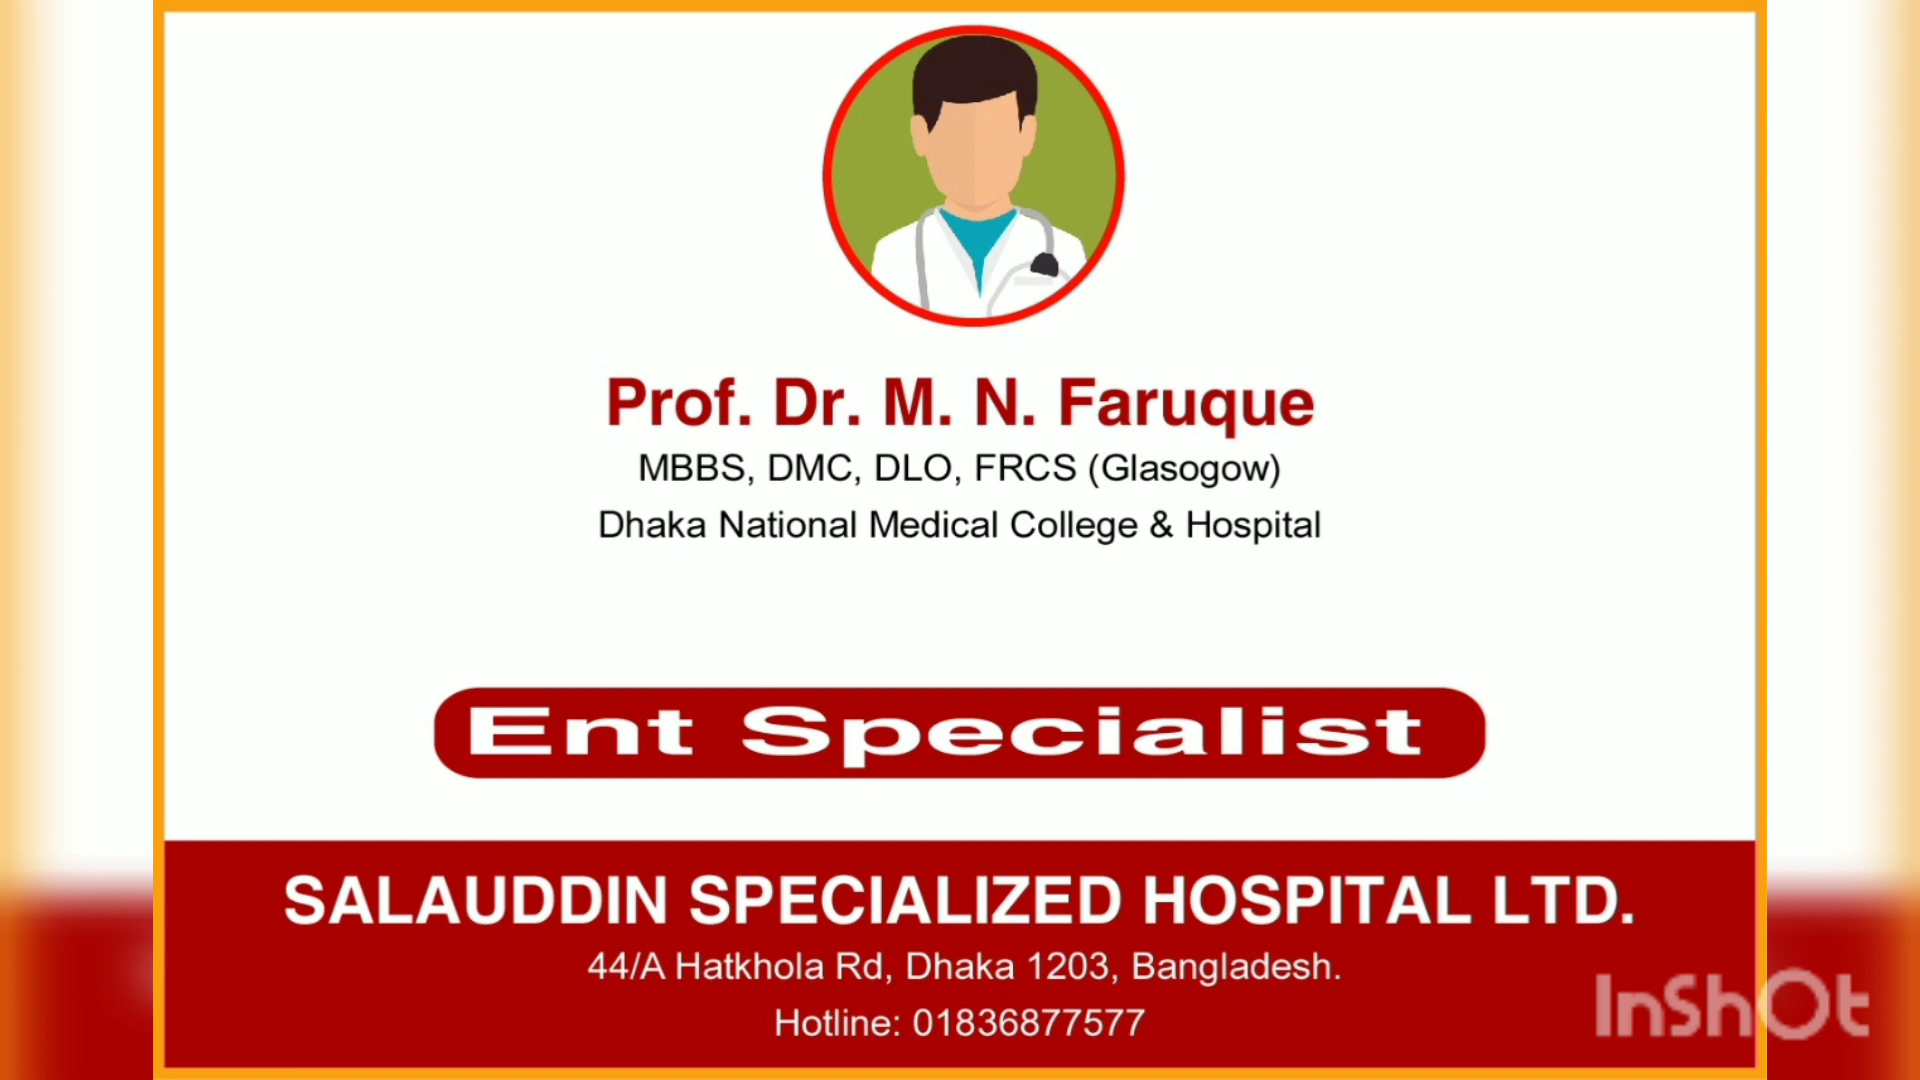 Prof. Dr. M. N. Faruque
MBBS, DMC, DLO, FRCS (Glasogow)
Dhaka National Medical College & Hospital
Ent Specialist
SALAUDDIN SPECIALIZED HOSPITAL LTD.
44/A Hatkhola Rd, Dhaka 1203, Bangladesh.
Hotline: 01836877577
InShOt